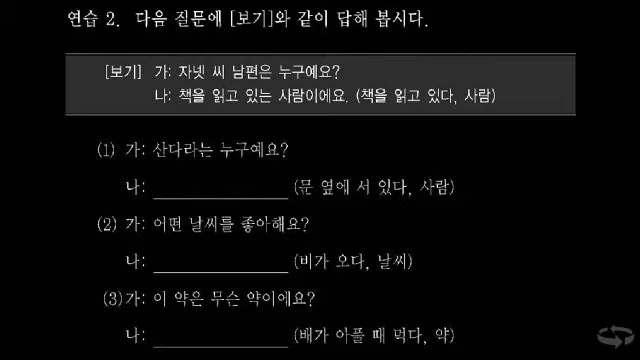 연습 2. 다음 질문에 [보기]와 같이 답해 봅시다.
[보기] 가: 자넷 씨 남편은 누구예요?
나: 책을 읽고 있는 사람이에요. (책을 읽고 있다, 사람)
(1) 가: 산다라는 누구예요?
나: ______________ (문 옆에 서 있다, 사람)
(2) 가: 어떤 날씨를 좋아해요?
나: ______________ (비가 오다, 날씨)
(3)가: 이 약은 무슨 약이에요?
나: ______________ (배가 아플 때 먹다, 약)